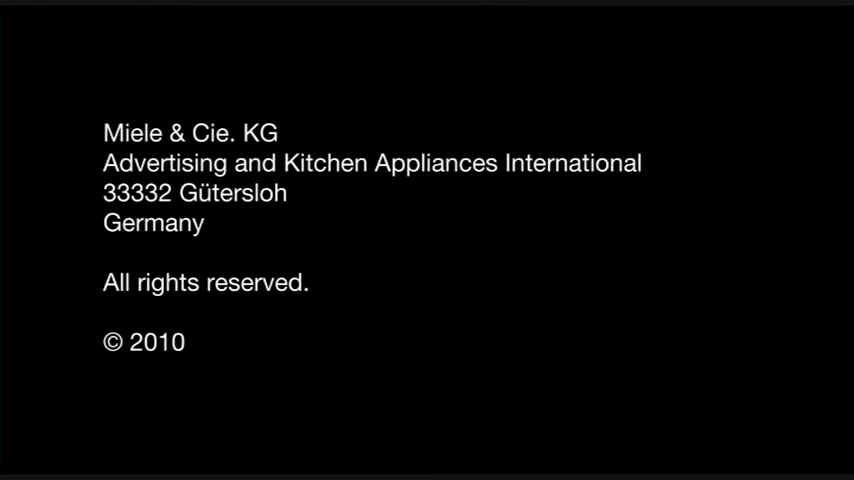 Miele & Cie. KG
Advertising and Kitchen Appliances International
33332 Gütersloh
Germany
All rights reserved.
© 2010